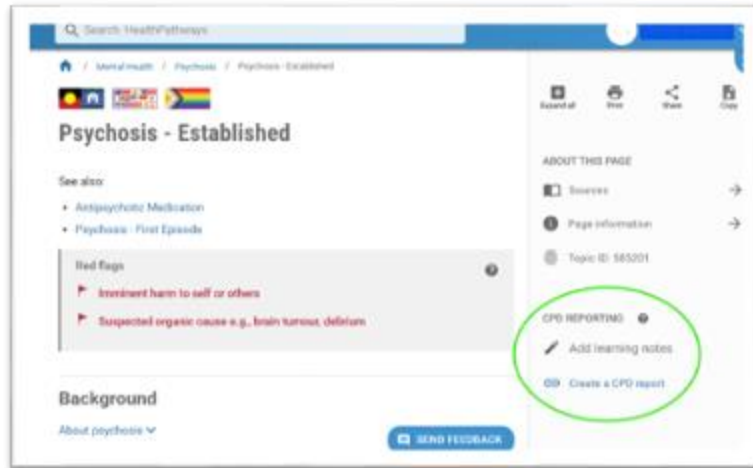 Search HealthPathways
/ Mental Health / Psychosis / Psychosis - Established
Psychosis - Established
See also:
• Antipsychotic Medication
• Psychosis - First Episode
Red flags
Imminent harm to self or others
Suspected organic cause e.g., brain tumour, delirium
Background
About psychosis
SEND FEEDBACK
Expand all
Print
Share
Copy
ABOUT THIS PAGE
Sources
Page information
Topic ID: 585201
CPD REPORTING
Add learning notes
Create a CPD report